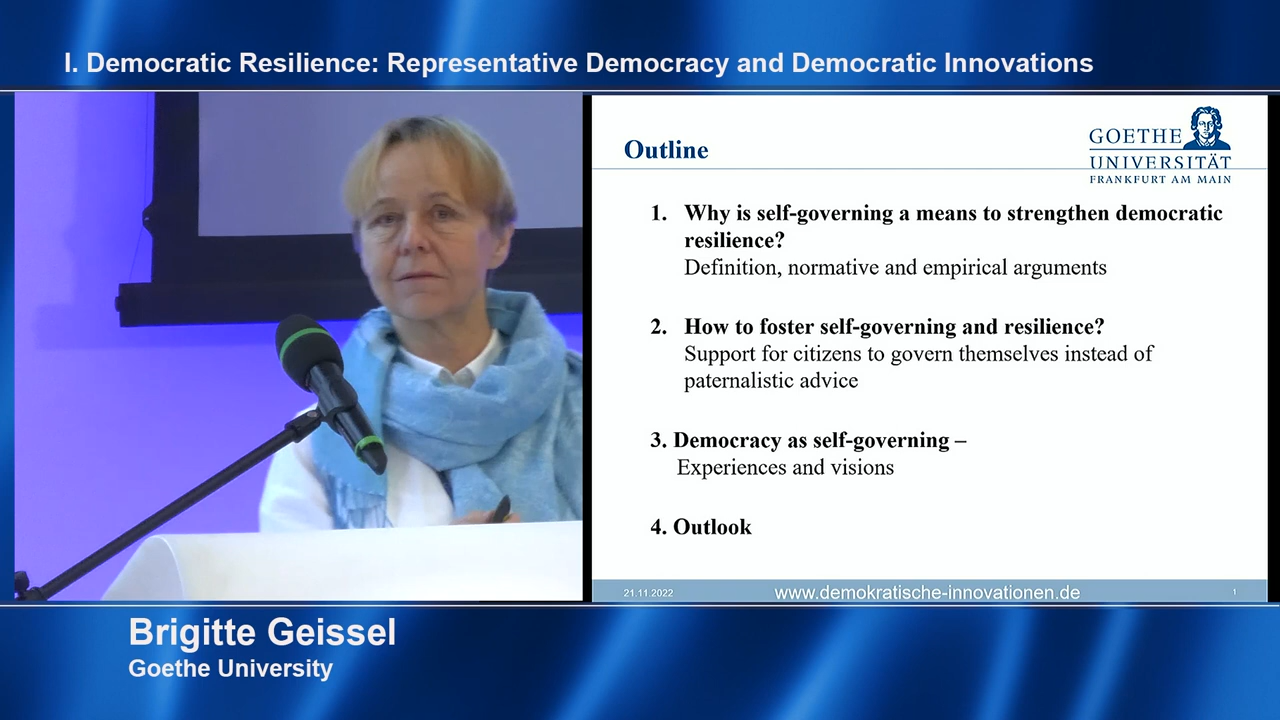 I. Democratic Resilience: Representative Democracy and Democratic Innovations
Outline
GOETHE
UNIVERSITÄT
FRANKFURT AM MAIN
1. Why is self-governing a means to strengthen democratic
resilience?
Definition, normative and empirical arguments
2. How to foster self-governing and resilience?
Support for citizens to govern themselves instead of
paternalistic advice
3. Democracy as self-governing –
Experiences and visions
4. Outlook
21.11.2022
www.demokratische-innovationen.de
1
Brigitte Geissel
Goethe University